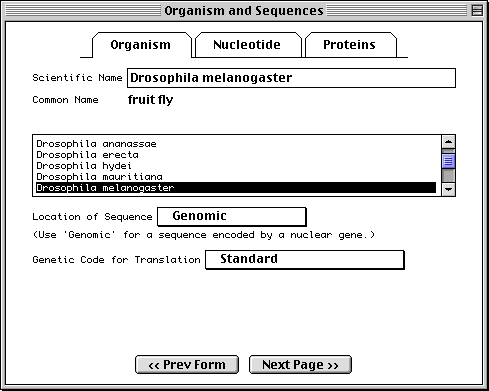 Organism and Sequences
Organism Nucleotide Proteins
Scientific Name Drosophila melanogaster
Common Name fruit fly
Drosophila ananassae
Drosophila erecta
Drosophila hydei
Drosophila mauritiana
Drosophila melanogaster
Location of Sequence Genomic
(Use 'Genomic' for a sequence encoded by a nuclear gene.)
Genetic Code for Translation Standard
<< Prev Form Next Page >>